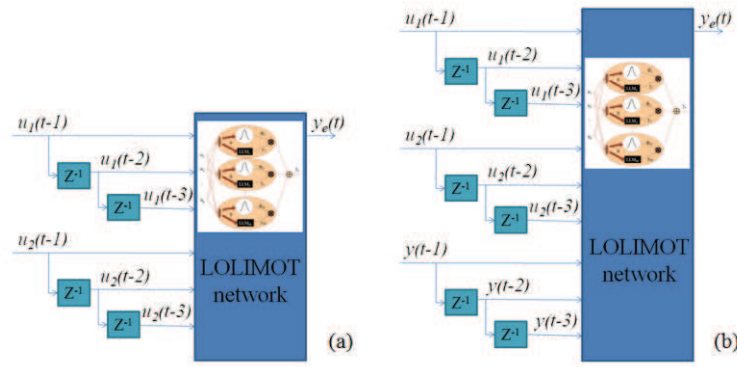 u1(t-1)
Z-1
u1(t-2)
Z-1
u1(t-3)
u2(t-1)
Z-1
u2(t-2)
Z-1
u2(t-3)
ye(t)
LOLIMOT
network
(a)
u1(t-1)
Z-1
u1(t-2)
Z-1
u1(t-3)
u2(t-1)
Z-1
u2(t-2)
Z-1
u2(t-3)
y(t-1)
Z-1
y(t-2)
Z-1
y(t-3)
ye(t)
LOLIMOT
network
(b)